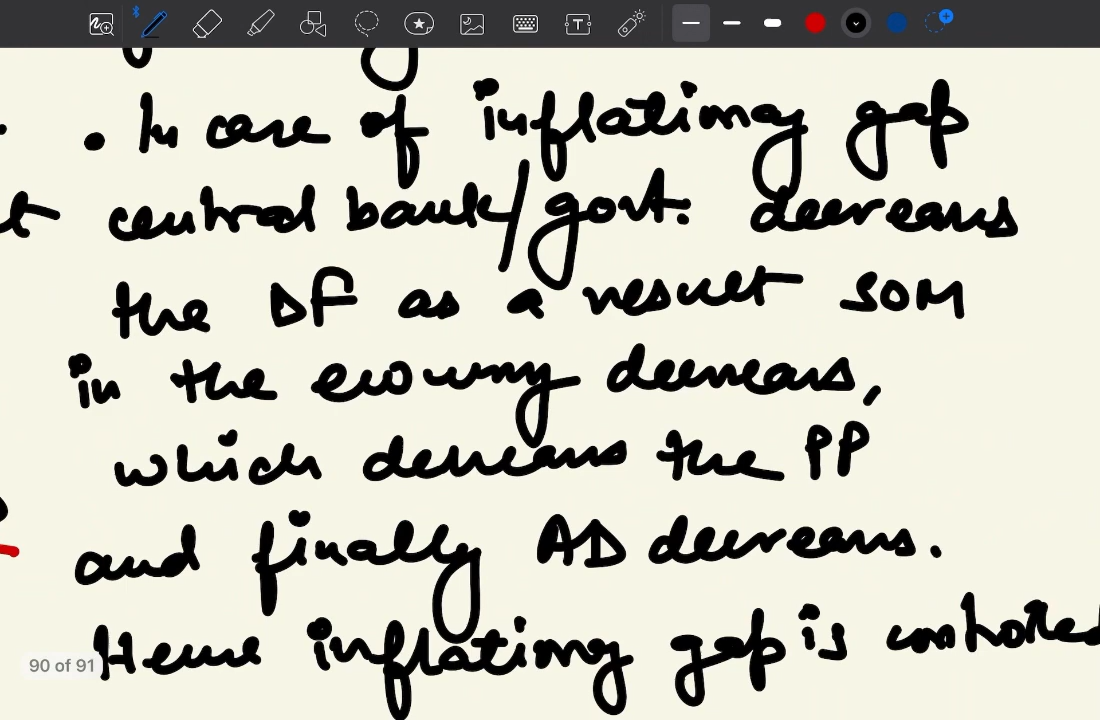 . In case of inflationary gap
central bank/govt. decreases
the DF as a result SOM
in the economy decreases,
which decreases the PP
and finally AD decreases.
Hence inflationary gap is controlled
90 of 91